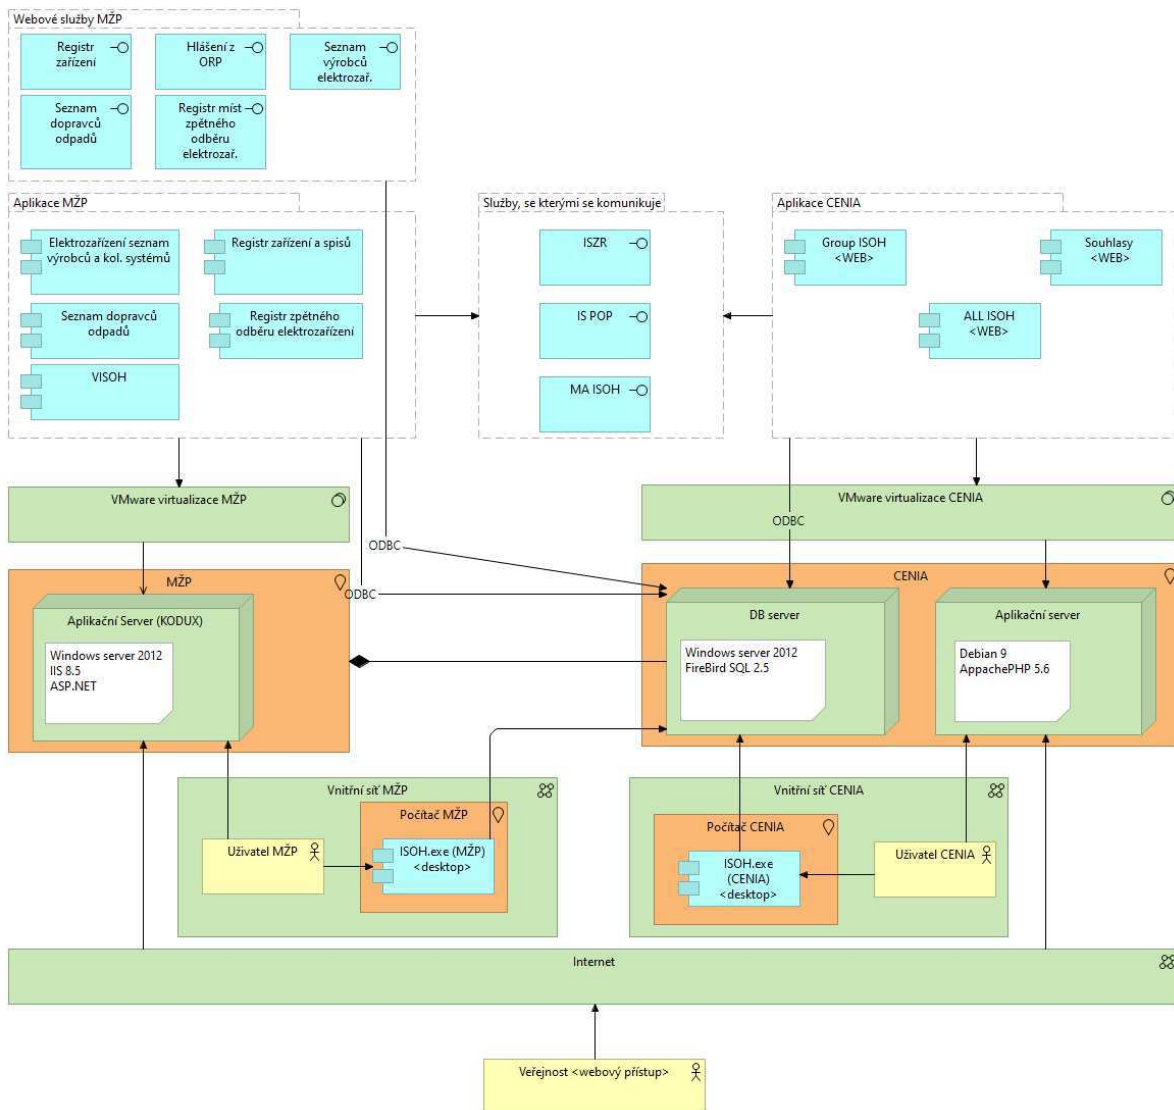 Webové služby MŽP
Registr
zařízení
Hlášení z
ORP
Seznam
výrobců
elektrozař.
Seznam
dopravců
odpadů
Registr míst
zpětného
odběru
elektrozař.
Aplikace MŽP
Elektrozařízení seznam
výrobců a kol. systémů
Registr zařízení a spisů
Seznam dopravců
odpadů
Registr zpětného
odběru elektrozařízení
VISOH
Služby, se kterými se komunikuje
ISZR
IS POP
MA ISOH
Aplikace CENIA
Group ISOH
<WEB>
Souhlasy
<WEB>
ALL ISOH
<WEB>
VMware virtualizace MŽP
VMware virtualizace CENIA
ODBC
ODBC
ODBC
MŽP
Aplikační Server (KODUX)
Windows server 2012
IIS 8.5
ASP.NET
CENIA
DB server
Windows server 2012
FireBird SQL 2.5
Aplikační server
Debian 9
AppachePHP 5.6
Vnitřní síť MŽP
Uživatel MŽP
Počítač MŽP
ISOH.exe (MŽP)
<desktop>
Vnitřní síť CENIA
Počítač CENIA
ISOH.exe
(CENIA)
<desktop>
Uživatel CENIA
Internet
Veřejnost <webový přístup>